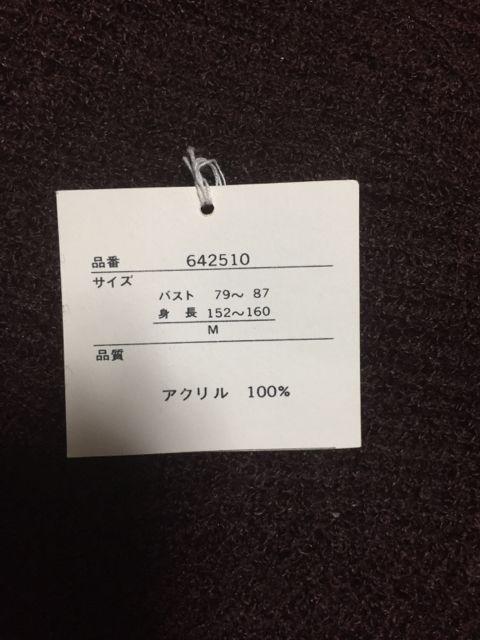 品番 642510
サイズ
バスト 79〜 87
身 長 152〜160
M
品質
アクリル 100%